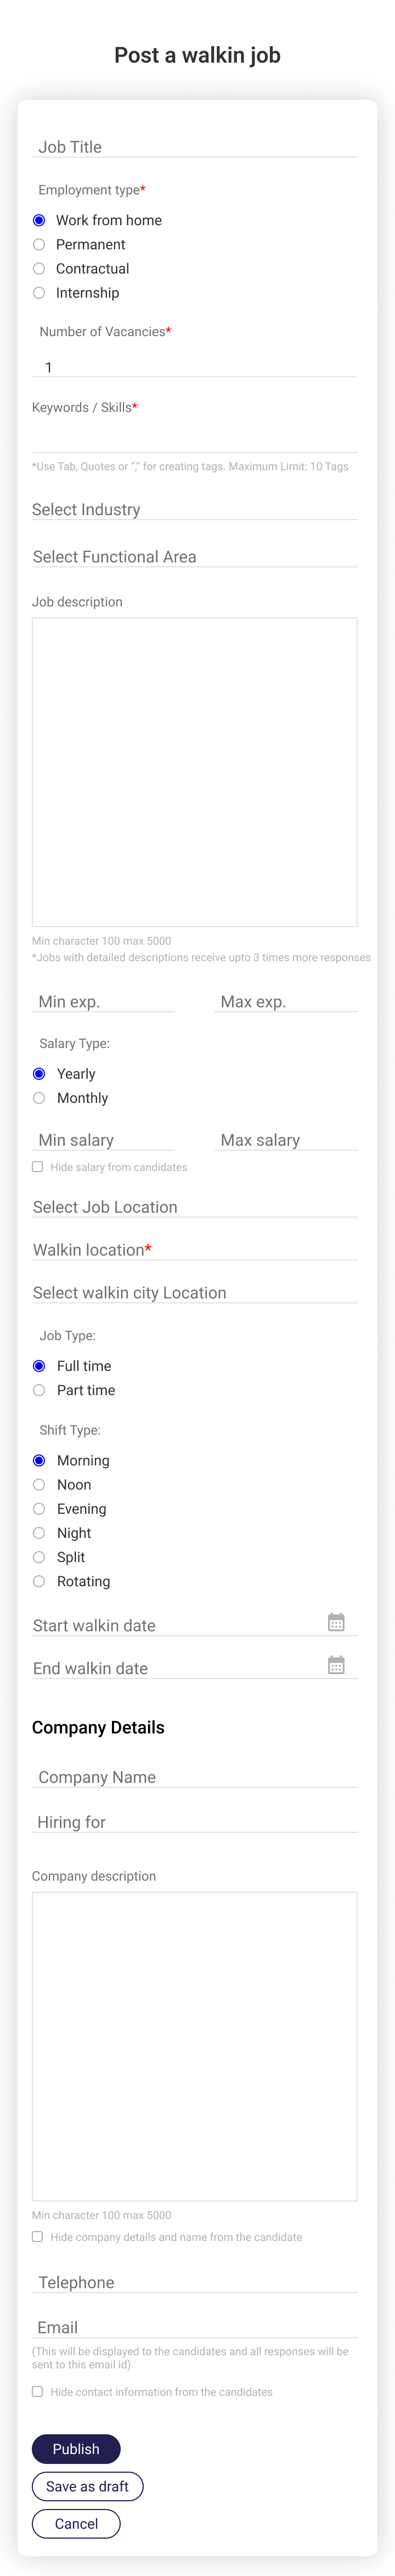 Post a walkin job
Job Title
Employment type*
Work from home
Permanent
Contractual
Internship
Number of Vacancies*
1
Keywords / Skills*
*Use Tab, Quotes or "," for creating tags. Maximum Limit: 10 Tags
Select Industry
Select Functional Area
Job description
Min character 100 max 5000
*Jobs with detailed descriptions receive upto 3 times more responses
Min exp. Max exp.
Salary Type:
Yearly
Monthly
Min salary Max salary
Hide salary from candidates
Select Job Location
Walkin location*
Select walkin city Location
Job Type:
Full time
Part time
Shift Type:
Morning
Noon
Evening
Night
Split
Rotating
Start walkin date
End walkin date
Company Details
Company Name
Hiring for
Company description
Min character 100 max 5000
Hide company details and name from the candidate
Telephone
Email
(This will be displayed to the candidates and all responses will be
sent to this email id)
Hide contact information from the candidates
Publish
Save as draft
Cancel